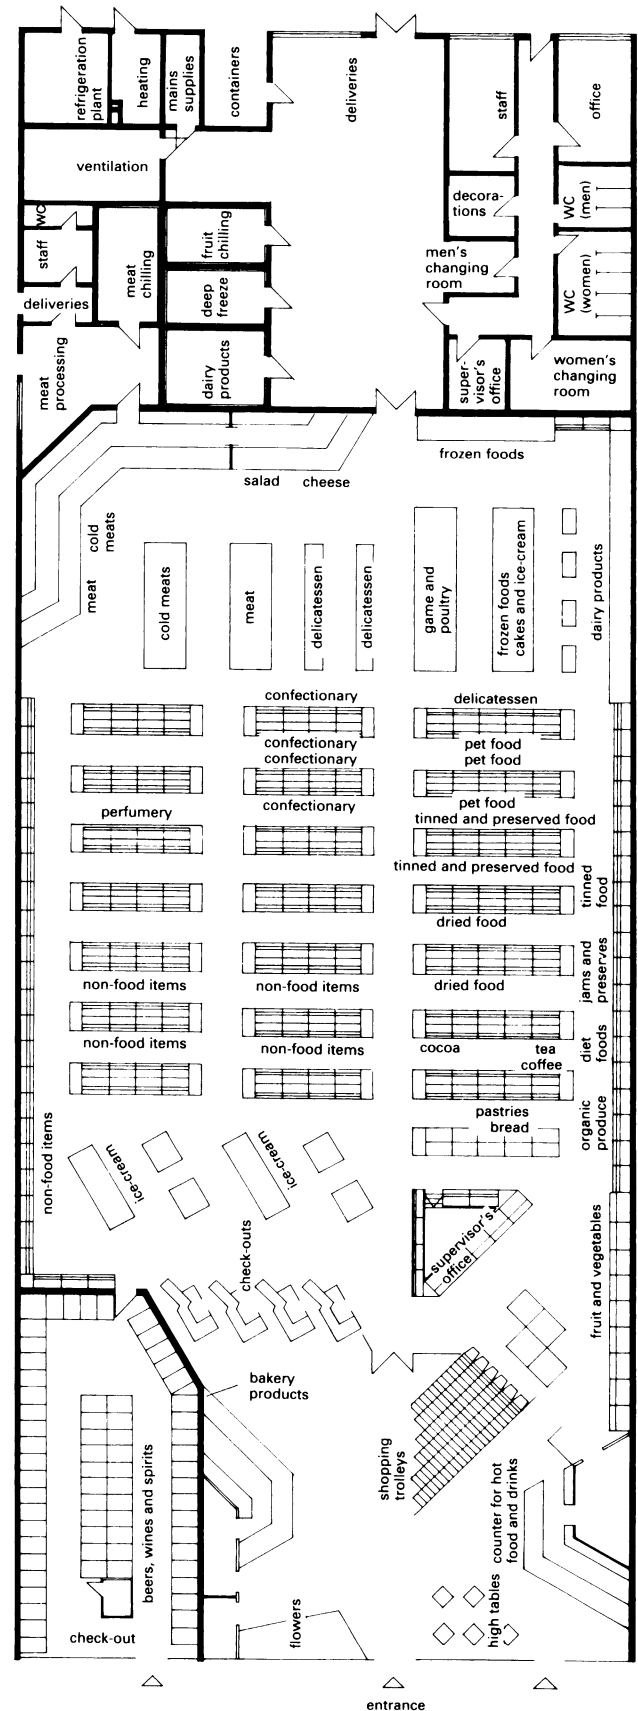 refrigeration
plant
heating
mains
supplies
containers
deliveries
staff
office
ventilation
WC
staff
deliveries
meat
chilling
fruit
chilling
deep
freeze
dairy
products
decora-
tions
WC
(men)
men's
changing
room
WC
(women)
super-
visor's
office
women's
changing
room
meat
processing
salad
cheese
frozen foods
cold
meats
meat
cold meats
meat
delicatessen
delicatessen
game and
poultry
frozen foods
cakes and ice-cream
dairy products
confectionary
delicatessen
confectionary
pet food
confectionary
pet food
perfumery
confectionary
pet food
tinned and preserved food
tinned and preserved food
tinned
food
dried food
non-food items
non-food items
dried food
jams and
preserves
non-food items
non-food items
cocoa
tea
coffee
diet
foods
pastries
bread
organic
produce
non-food items
ice-cream
ice-cream
check-outs
supervisor's
office
fruit and vegetables
bakery
products
shopping
trolleys
beers, wines and spirits
counter for hot
food and drinks
high tables
flowers
check-out
entrance